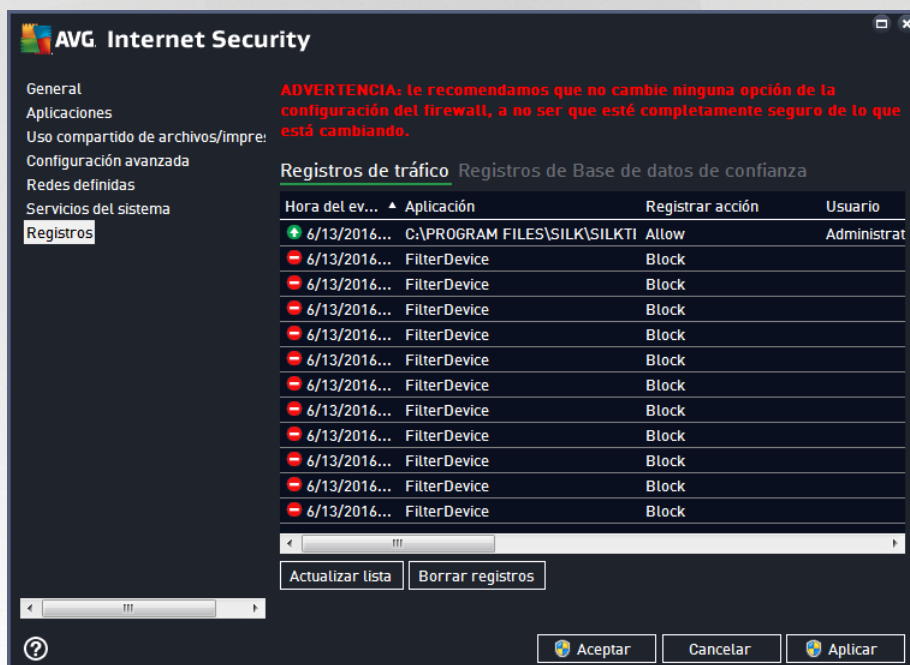 AVG Internet Security
General
Aplicaciones
Uso compartido de archivos/impre
Configuración avanzada
Redes definidas
Servicios del sistema
Registros
ADVERTENCIA: le recomendamos que no cambie ninguna opción de la
configuración del firewall, a no ser que esté completamente seguro de lo que
está cambiando.
Registros de tráfico Registros de Base de datos de confianza
Hora del ev... Aplicación Registrar acción Usuario
6/13/2016... C:\PROGRAM FILES\SILK\SILKTI Allow Administrat
6/13/2016... FilterDevice Block
6/13/2016... FilterDevice Block
6/13/2016... FilterDevice Block
6/13/2016... FilterDevice Block
6/13/2016... FilterDevice Block
6/13/2016... FilterDevice Block
6/13/2016... FilterDevice Block
6/13/2016... FilterDevice Block
6/13/2016... FilterDevice Block
6/13/2016... FilterDevice Block
6/13/2016... FilterDevice Block
Actualizar lista Borrar registros
Aceptar Cancelar Aplicar